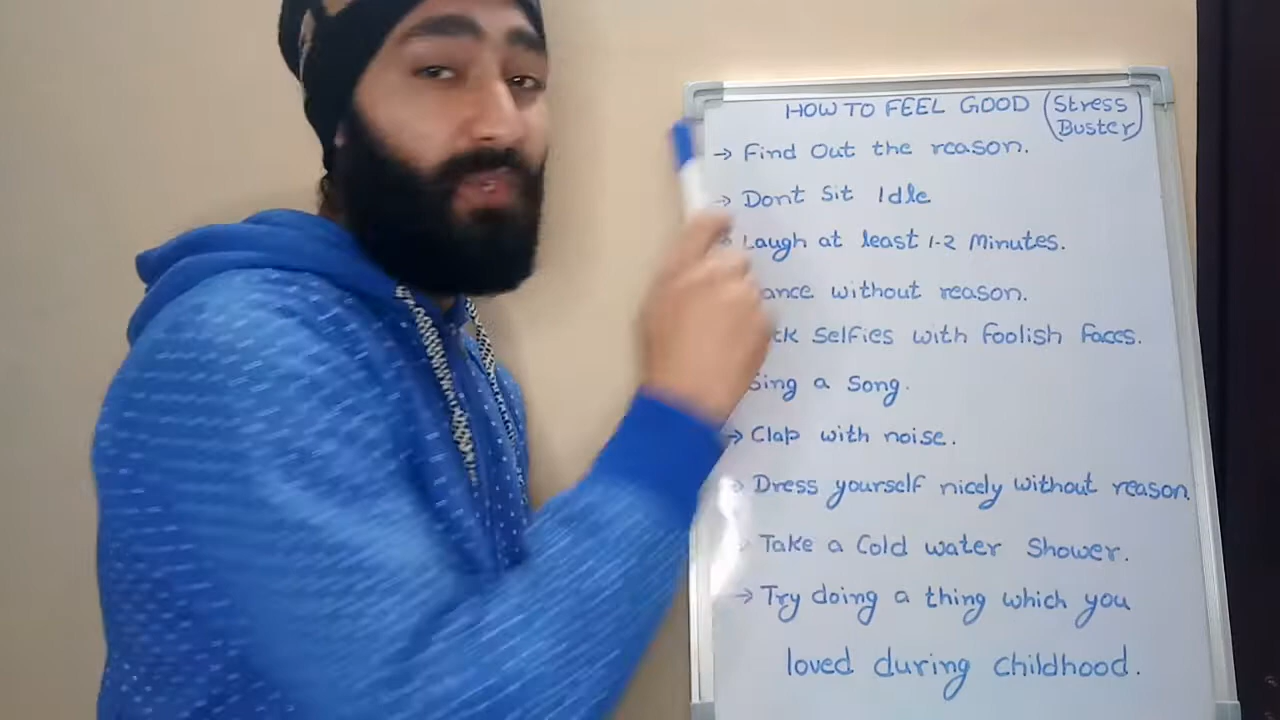 HOW TO FEEL GOOD (Stress Buster)
→ Find Out the reason.
→ Dont Sit Idle
Laugh at least 1-2 Minutes.
without reason.
Selfies with foolish faces.
Sing a Song.
→ Clap with noise.
→ Dress yourself nicely without reason.
Take a Cold water Shower.
→ Try doing a thing which you
loved during childhood.